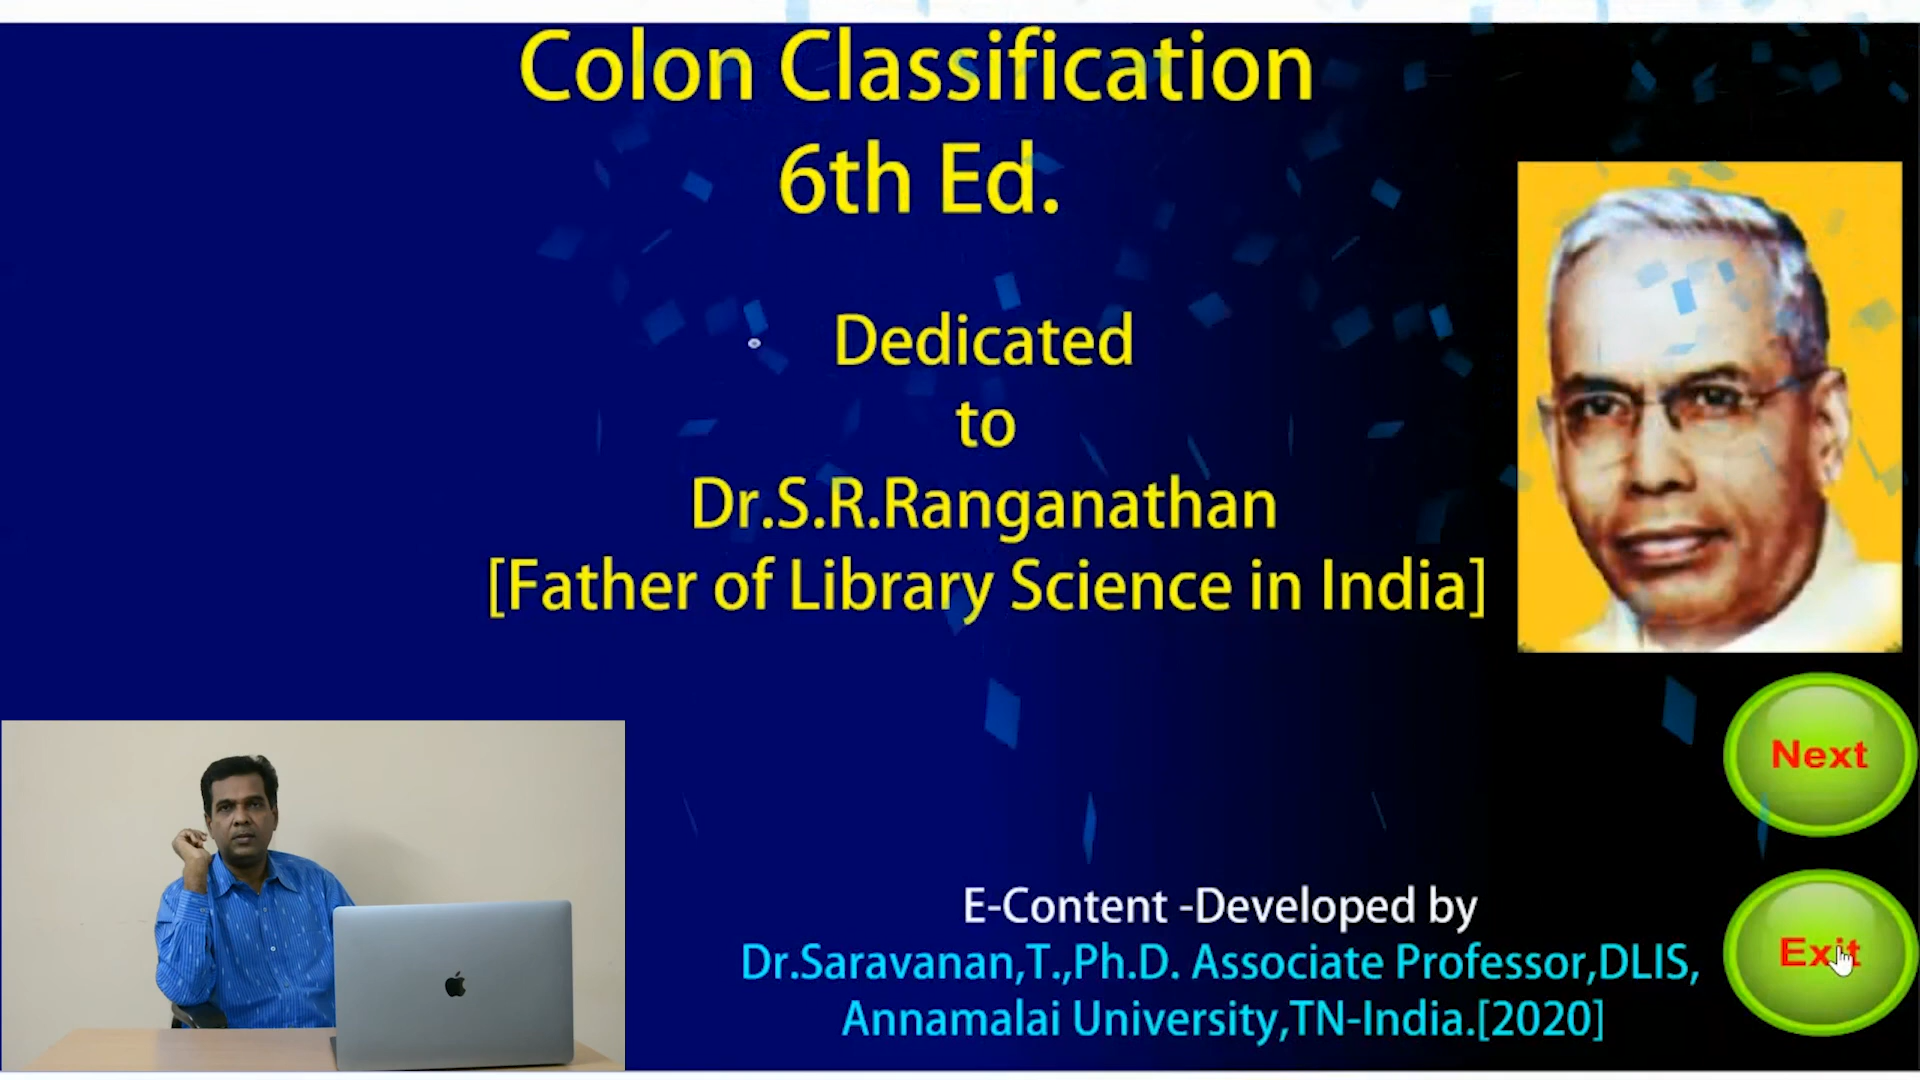 Colon Classification
6th Ed.
Dedicated
to
Dr.S.R.Ranganathan
[Father of Library Science in India]
Next
Exit
E-Content -Developed by
Dr.Saravanan,T.,Ph.D. Associate Professor,DLIS,
Annamalai University,TN-India.[2020]